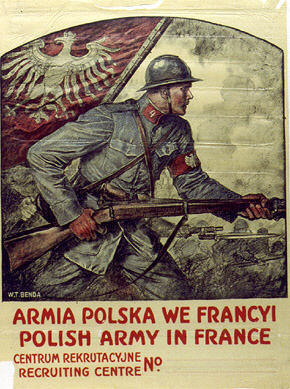 W.T. BENDA
ARMIA POLSKA WE FRANCYI
POLISH ARMY IN FRANCE
CENTRUM REKRUTACYJNE
RECRUITING CENTRE No.